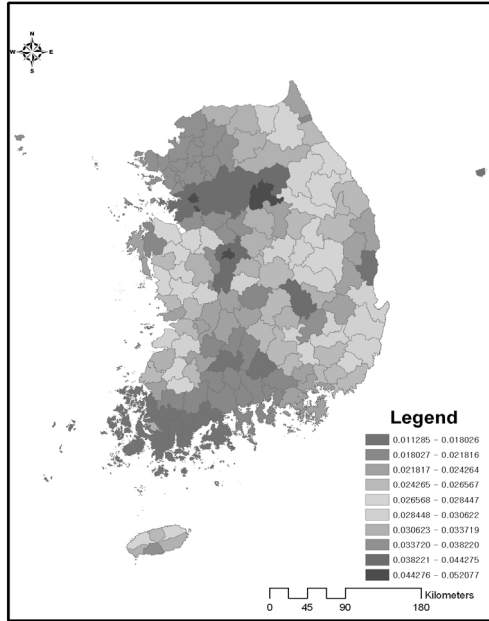 N
W E
S
Legend
0.011285 - 0.018026
0.018027 - 0.021816
0.021817 - 0.024264
0.024265 - 0.026567
0.026568 - 0.028447
0.028448 - 0.030622
0.030623 - 0.033719
0.033720 - 0.038220
0.038221 - 0.044275
0.044276 - 0.052077
Kilometers
0 45 90 180